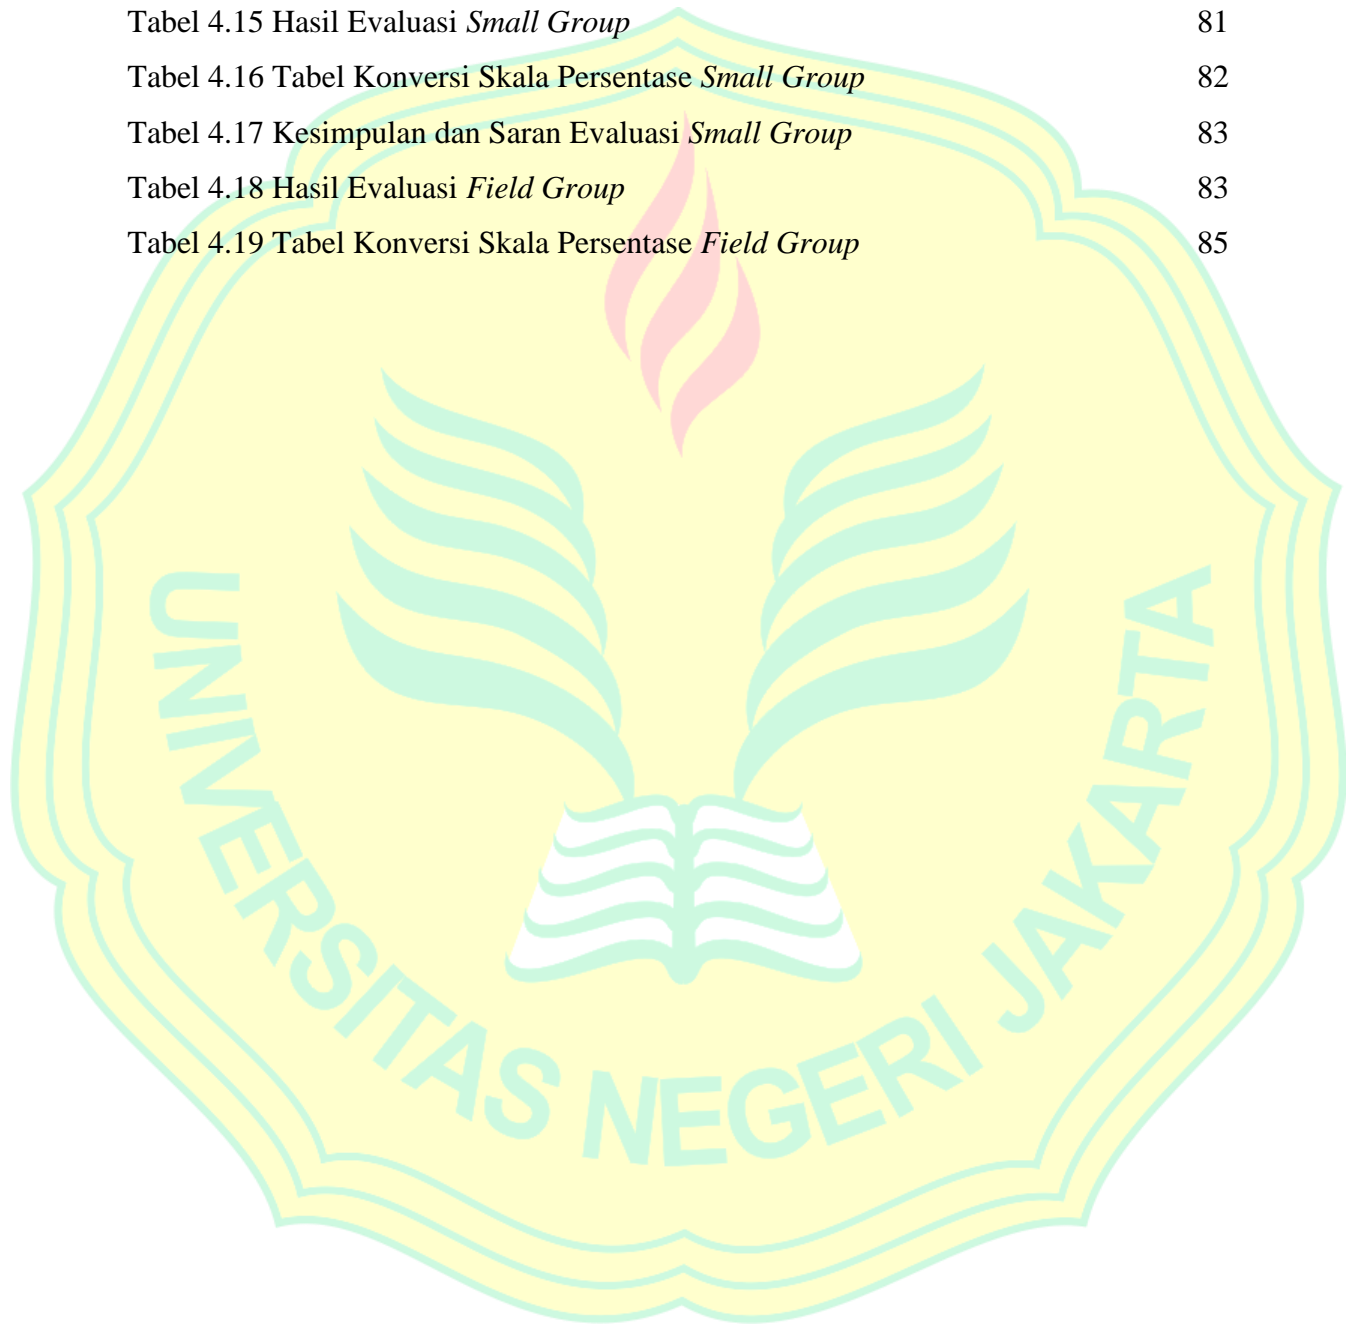 Tabel 4.15 Hasil Evaluasi Small Group 81
Tabel 4.16 Tabel Konversi Skala Persentase Small Group 82
Tabel 4.17 Kesimpulan dan Saran Evaluasi Small Group 83
Tabel 4.18 Hasil Evaluasi Field Group 83
Tabel 4.19 Tabel Konversi Skala Persentase Field Group 85
UNIVERSITAS NEGERI JAKARTA